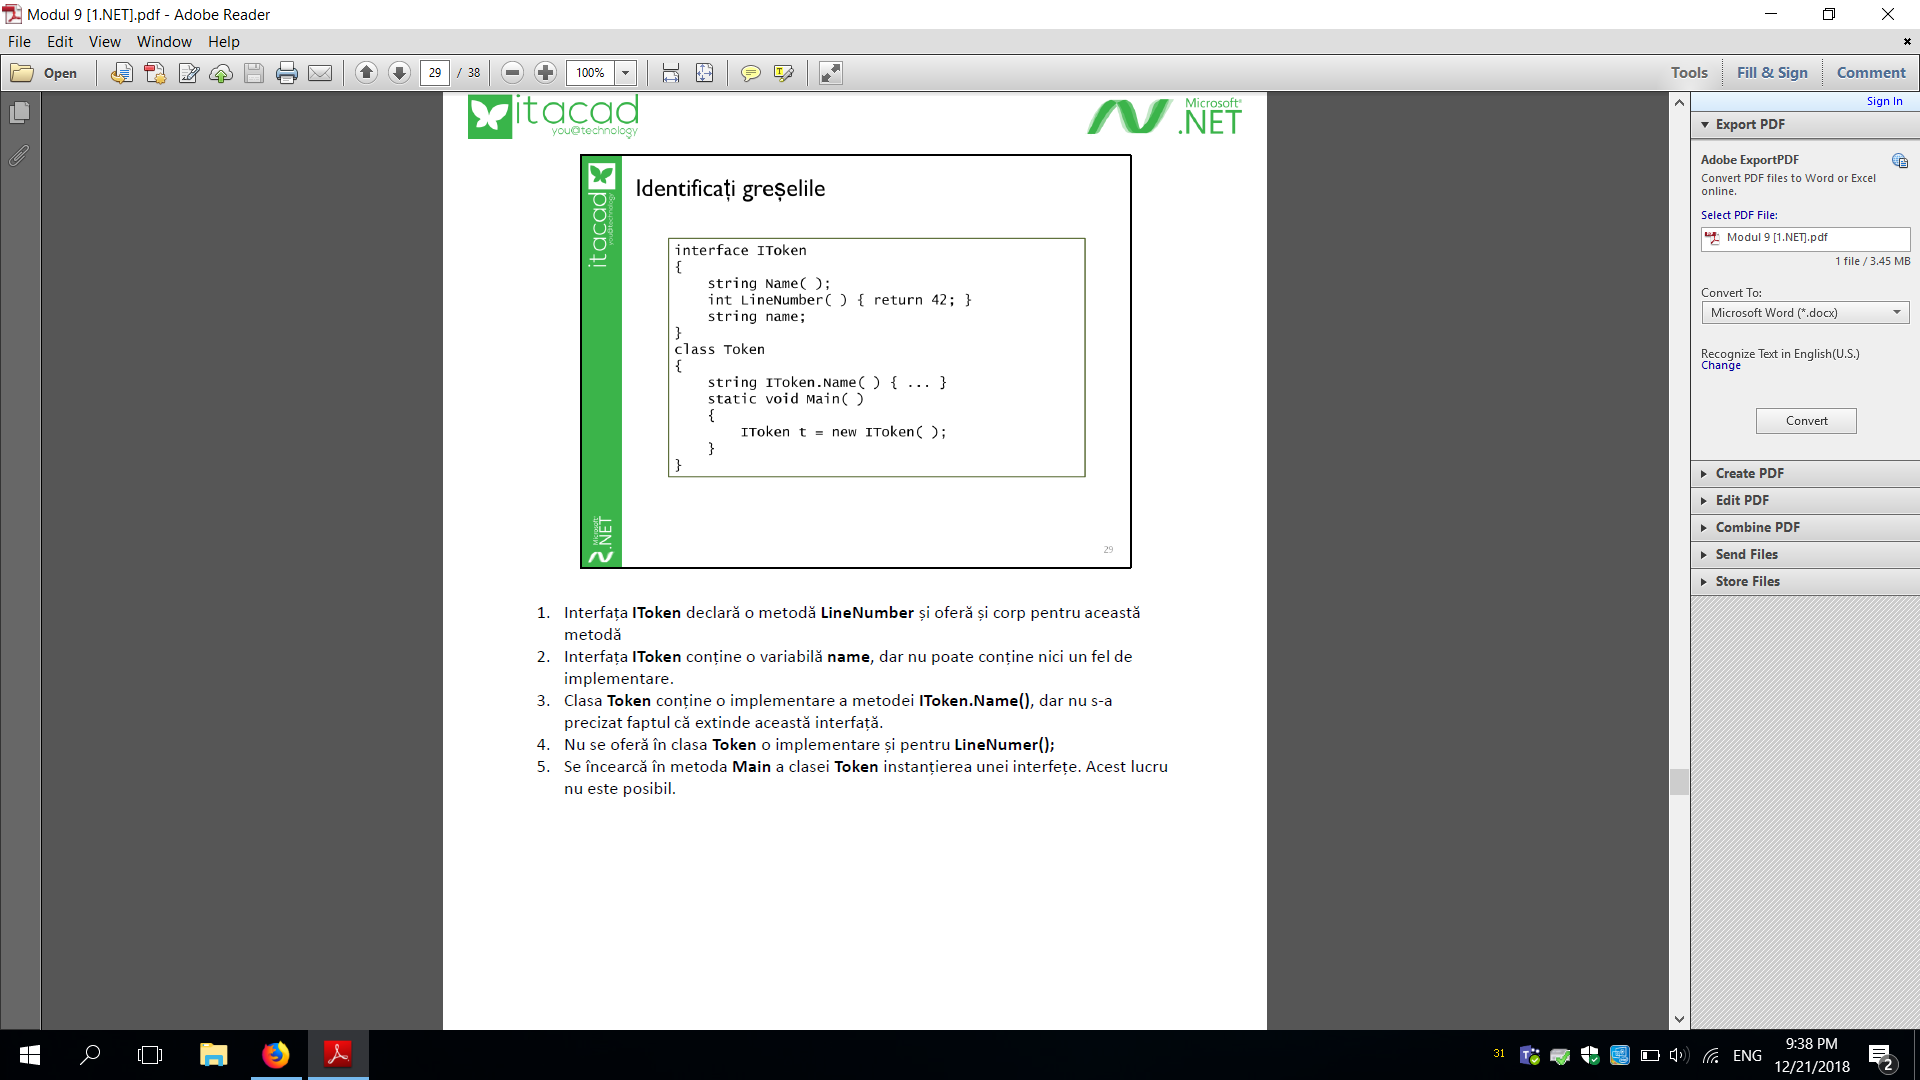 Modul 9 [1.NET].pdf - Adobe Reader
File Edit View Window Help
Open
29 / 38
100%
Tools Fill & Sign Comment
Sign In
Export PDF
Adobe ExportPDF
Convert PDF files to Word or Excel
online.
Select PDF File:
Modul 9 [1.NET].pdf
1 file / 3.45 MB
Convert To:
Microsoft Word (*.docx)
Recognize Text in English(U.S.)
Change
Convert
Create PDF
Edit PDF
Combine PDF
Send Files
Store Files
itacad
you@technology
Microsoft®
.NET
itacad
you@technology
Microsoft®
.NET
Identificați greșelile
interface IToken
{
string Name( );
int LineNumber( ) { return 42; }
string name;
}
class Token
{
string IToken.Name( ) { ... }
static void Main( )
{
IToken t = new IToken( );
}
}
29
1. Interfața IToken declară o metodă LineNumber și oferă și corp pentru această
metodă
2. Interfața IToken conține o variabilă name, dar nu poate conține nici un fel de
implementare.
3. Clasa Token conține o implementare a metodei IToken.Name(), dar nu s-a
precizat faptul că extinde această interfață.
4. Nu se oferă în clasa Token o implementare și pentru LineNumer();
5. Se încearcă în metoda Main a clasei Token instanțierea unei interfețe. Acest lucru
nu este posibil.
31
ENG
9:38 PM
12/21/2018
2